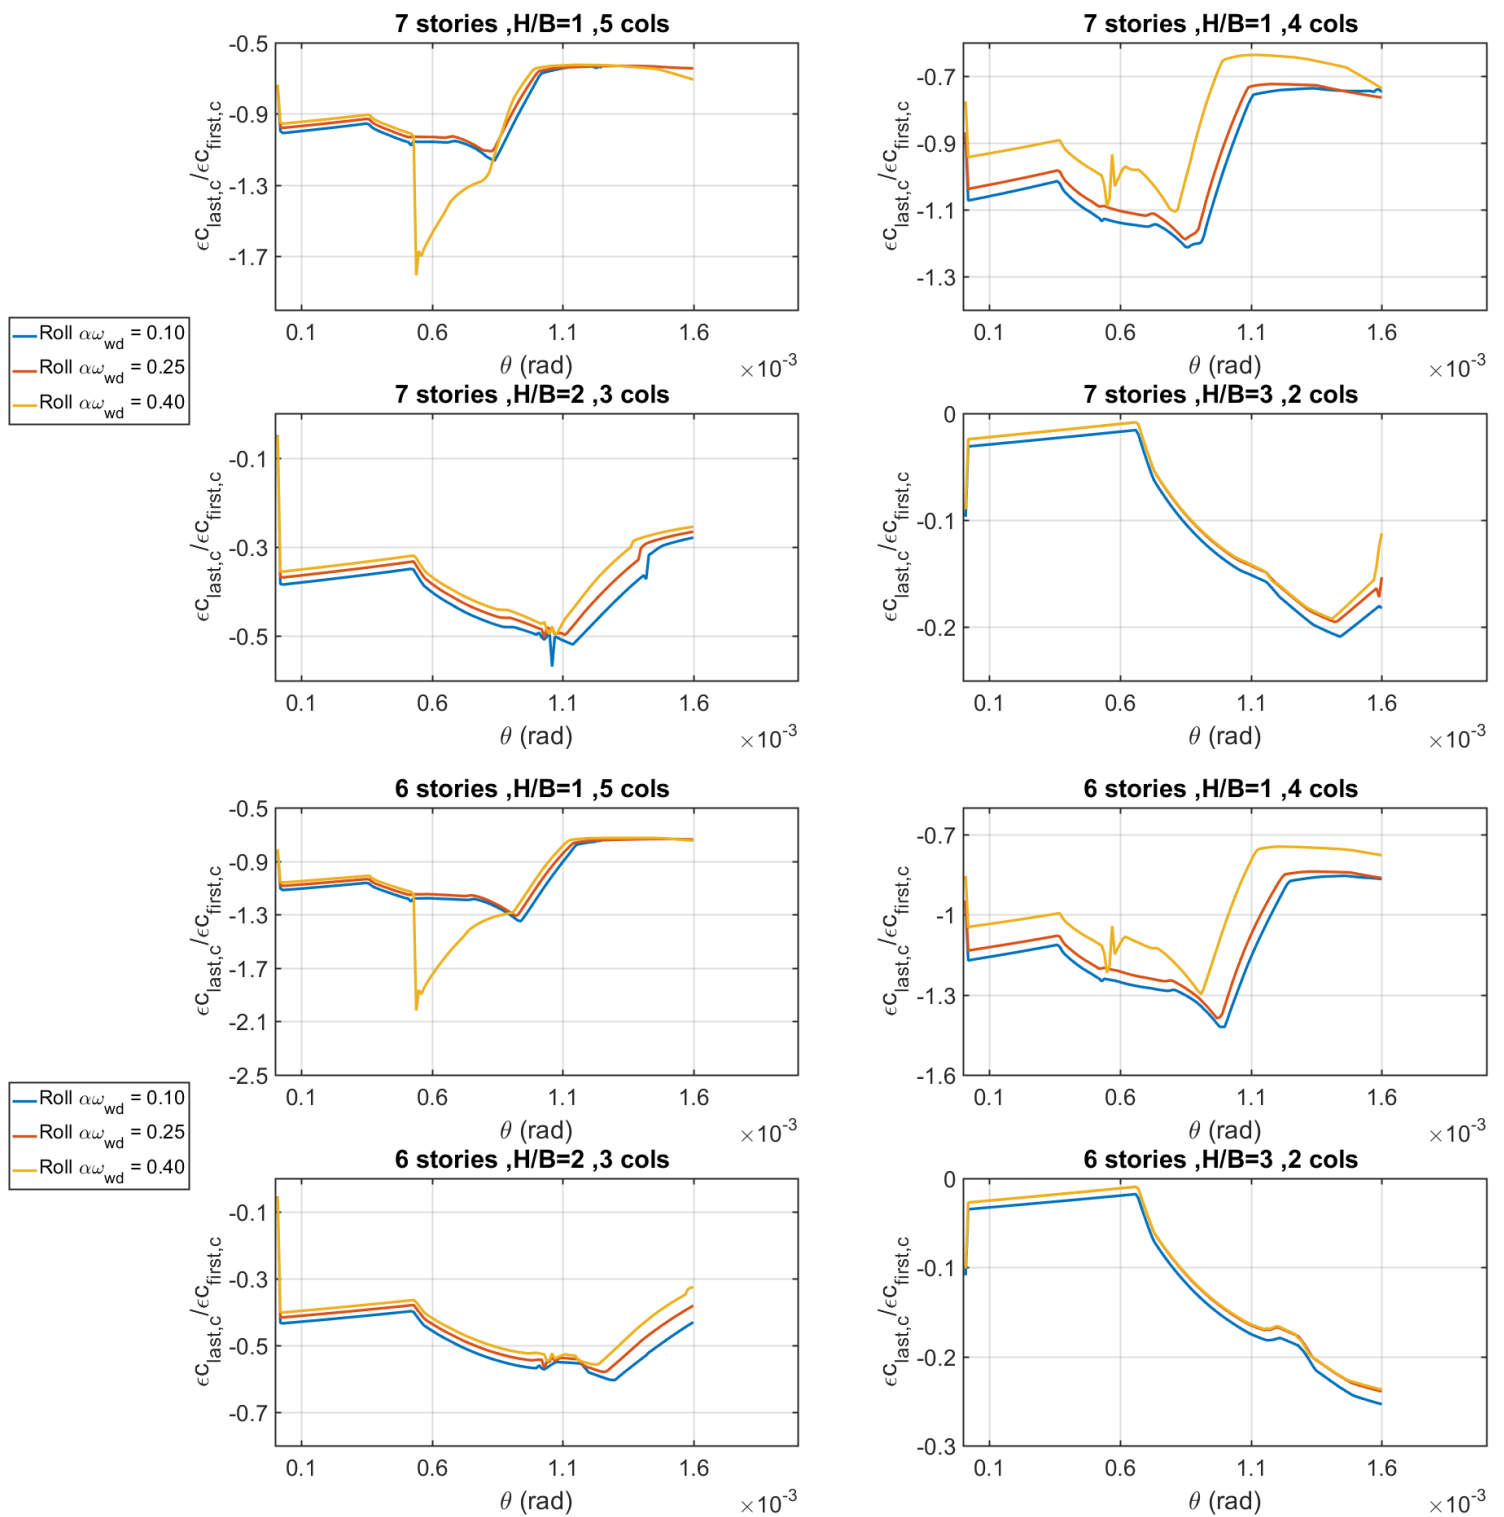 7 stories ,H/B=1 ,5 cols
-0.5
-0.9
-1.3
-1.7
ϵc_last,c/ϵc_first,c
0.1 0.6 1.1 1.6
θ (rad)
×10^-3
7 stories ,H/B=1 ,4 cols
-0.7
-0.9
-1.1
-1.3
ϵc_last,c/ϵc_first,c
0.1 0.6 1.1 1.6
θ (rad)
×10^-3
Roll αω_wd = 0.10
Roll αω_wd = 0.25
Roll αω_wd = 0.40
7 stories ,H/B=2 ,3 cols
-0.1
-0.3
-0.5
ϵc_last,c/ϵc_first,c
0.1 0.6 1.1 1.6
θ (rad)
×10^-3
7 stories ,H/B=3 ,2 cols
0
-0.1
-0.2
ϵc_last,c/ϵc_first,c
0.1 0.6 1.1 1.6
θ (rad)
×10^-3
6 stories ,H/B=1 ,5 cols
-0.5
-0.9
-1.3
-1.7
-2.1
-2.5
ϵc_last,c/ϵc_first,c
0.1 0.6 1.1 1.6
θ (rad)
×10^-3
6 stories ,H/B=1 ,4 cols
-0.7
-1
-1.3
-1.6
ϵc_last,c/ϵc_first,c
0.1 0.6 1.1 1.6
θ (rad)
×10^-3
Roll αω_wd = 0.10
Roll αω_wd = 0.25
Roll αω_wd = 0.40
6 stories ,H/B=2 ,3 cols
-0.1
-0.3
-0.5
-0.7
ϵc_last,c/ϵc_first,c
0.1 0.6 1.1 1.6
θ (rad)
×10^-3
6 stories ,H/B=3 ,2 cols
0
-0.1
-0.2
-0.3
ϵc_last,c/ϵc_first,c
0.1 0.6 1.1 1.6
θ (rad)
×10^-3